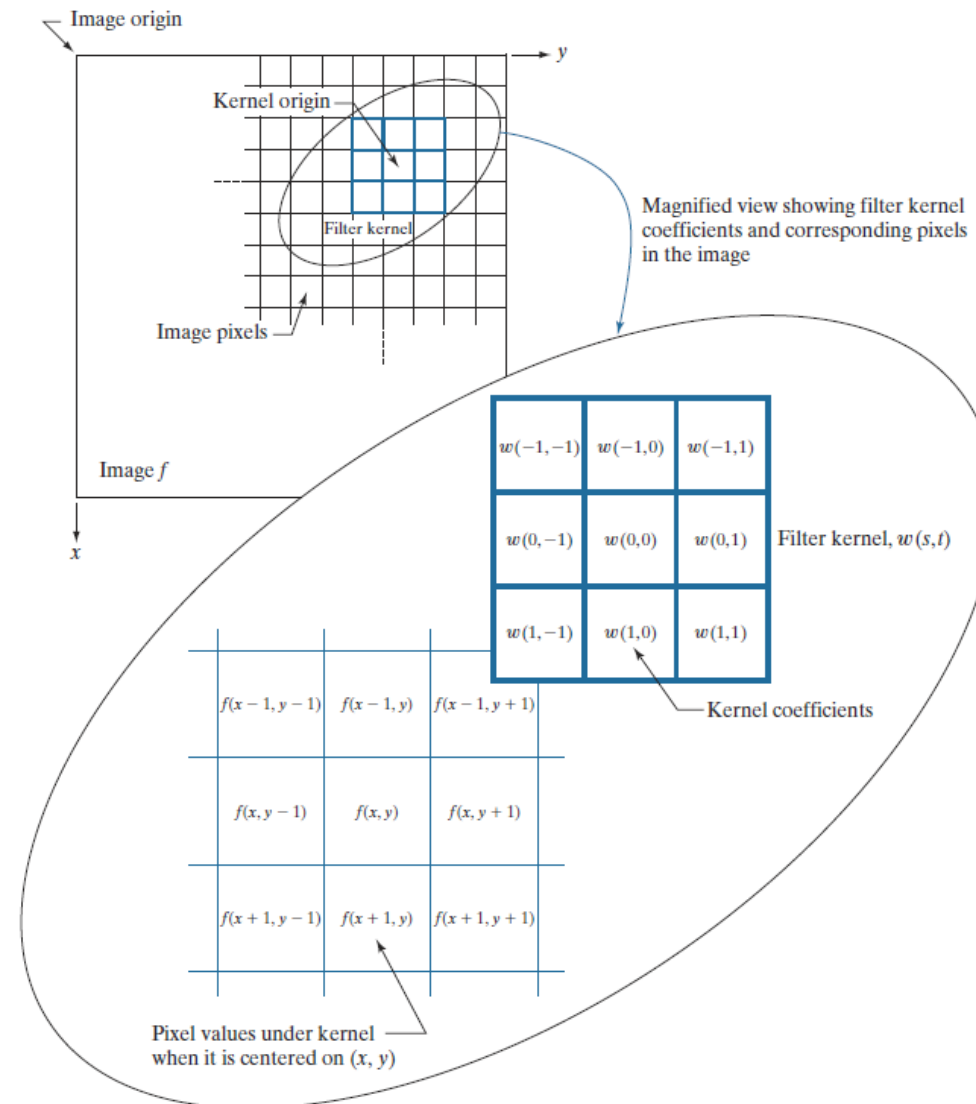 Image origin
y
Kernel origin
Filter kernel
Magnified view showing filter kernel
coefficients and corresponding pixels
in the image
Image pixels
Image f
x
w(−1,−1) w(−1,0) w(−1,1)
w(0,−1) w(0,0) w(0,1) Filter kernel, w(s,t)
w(1,−1) w(1,0) w(1,1)
Kernel coefficients
f(x − 1, y − 1) f(x − 1, y) f(x − 1, y + 1)
f(x, y − 1) f(x, y) f(x, y + 1)
f(x + 1, y − 1) f(x + 1, y) f(x + 1, y + 1)
Pixel values under kernel
when it is centered on (x, y)